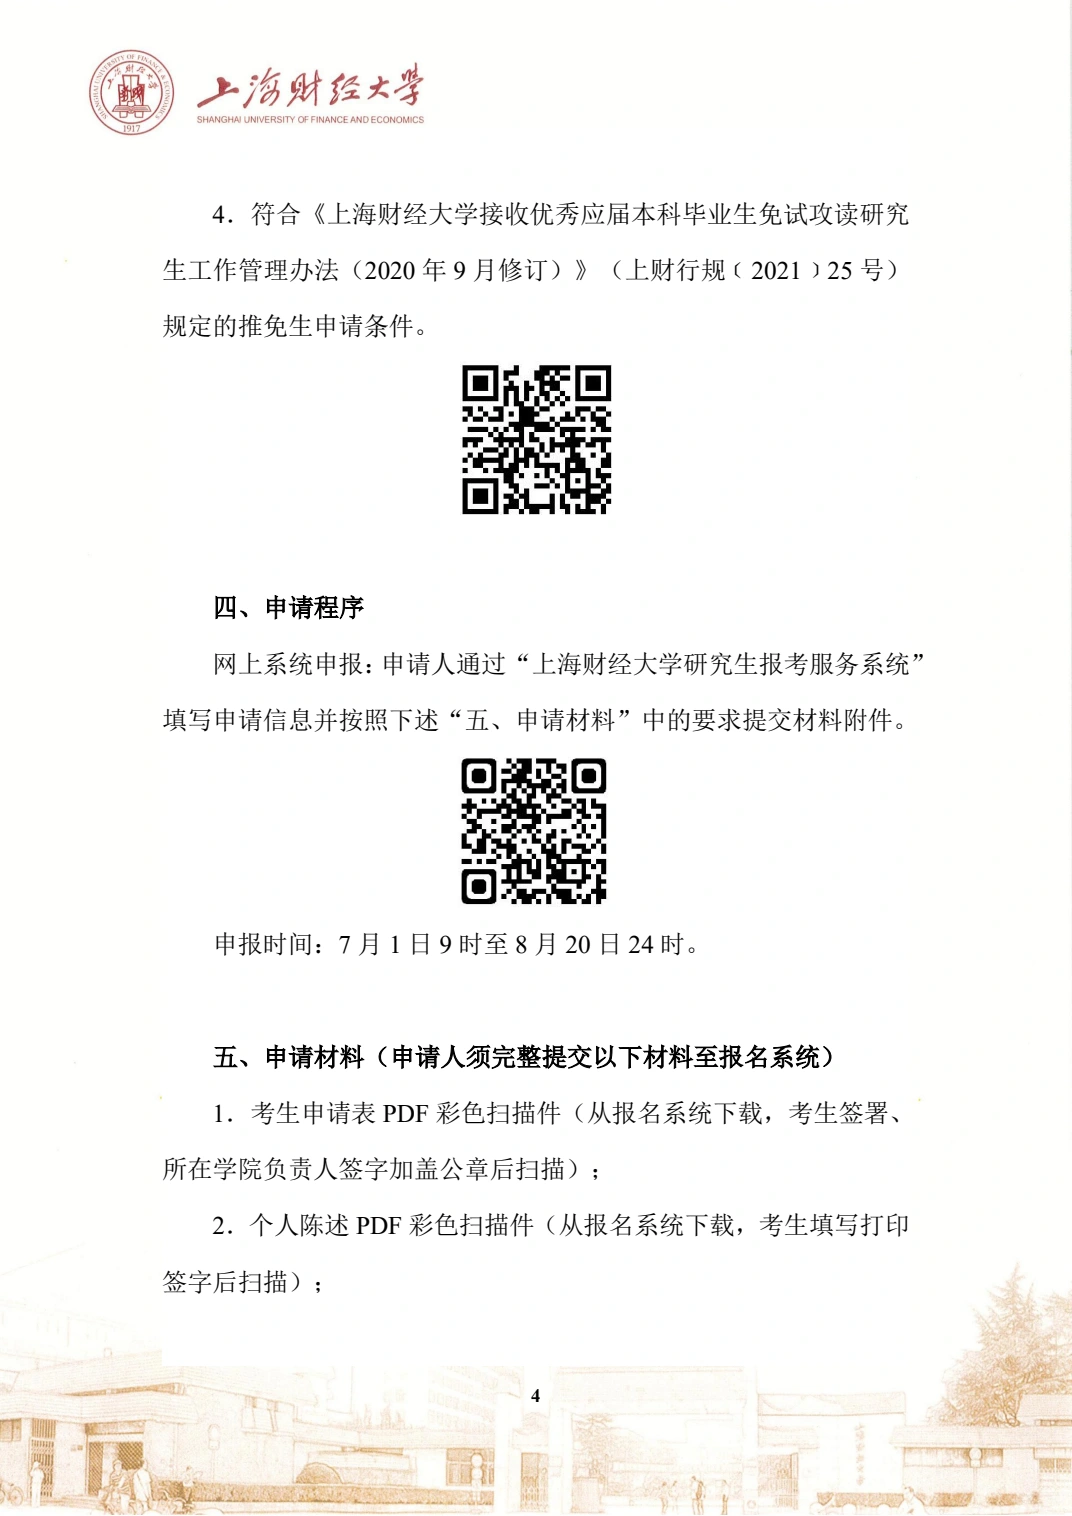 上海财经大学
SHANGHAI UNIVERSITY OF FINANCE AND ECONOMICS
SHANGHAI UNIVERSITY OF FINANCE & ECONOMICS
上海财经大学
1917
4．符合《上海财经大学接收优秀应届本科毕业生免试攻读研究
生工作管理办法（2020 年 9 月修订）》（上财行规﹝2021﹞25 号）
规定的推免生申请条件。
四、申请程序
网上系统申报：申请人通过“上海财经大学研究生报考服务系统”
填写申请信息并按照下述“五、申请材料”中的要求提交材料附件。
申报时间：7 月 1 日 9 时至 8 月 20 日 24 时。
五、申请材料（申请人须完整提交以下材料至报名系统）
1．考生申请表 PDF 彩色扫描件（从报名系统下载，考生签署、
所在学院负责人签字加盖公章后扫描）；
2．个人陈述 PDF 彩色扫描件（从报名系统下载，考生填写打印
签字后扫描）；
4